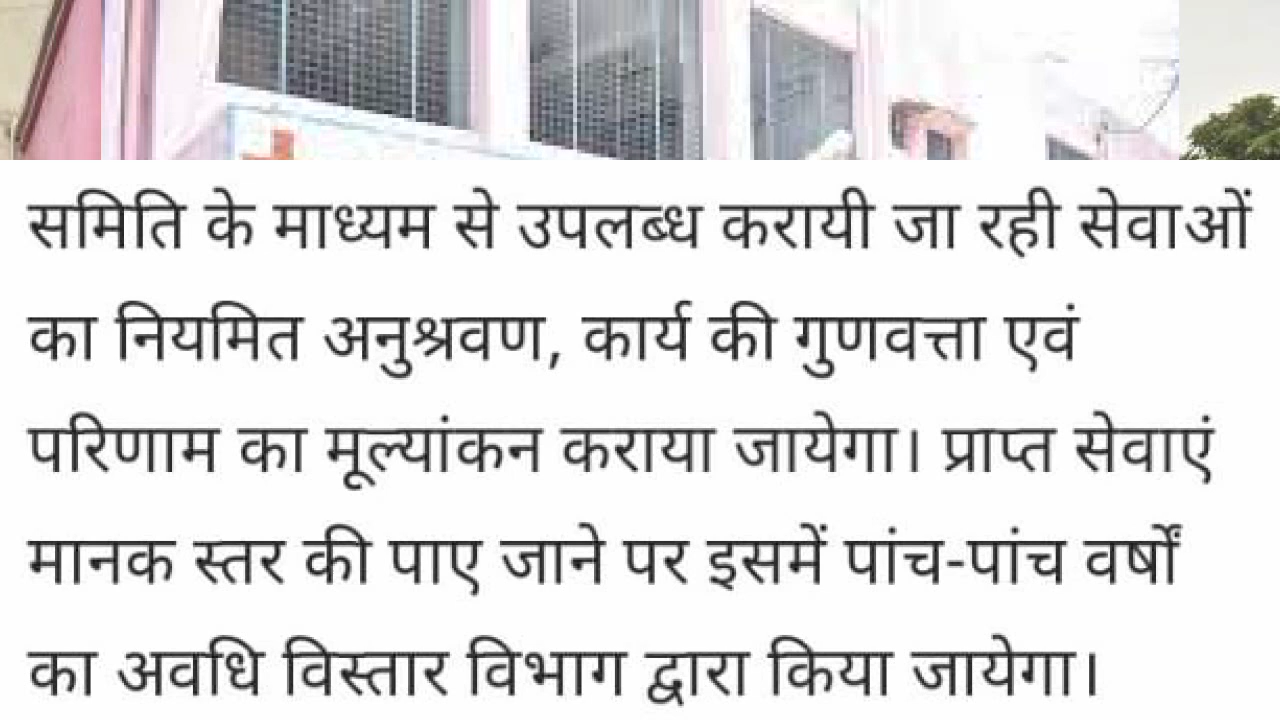 समिति के माध्यम से उपलब्ध करायी जा रही सेवाओं
का नियमित अनुश्रवण, कार्य की गुणवत्ता एवं
परिणाम का मूल्यांकन कराया जायेगा। प्राप्त सेवाएं
मानक स्तर की पाए जाने पर इसमें पांच-पांच वर्षों
का अवधि विस्तार विभाग द्वारा किया जायेगा।